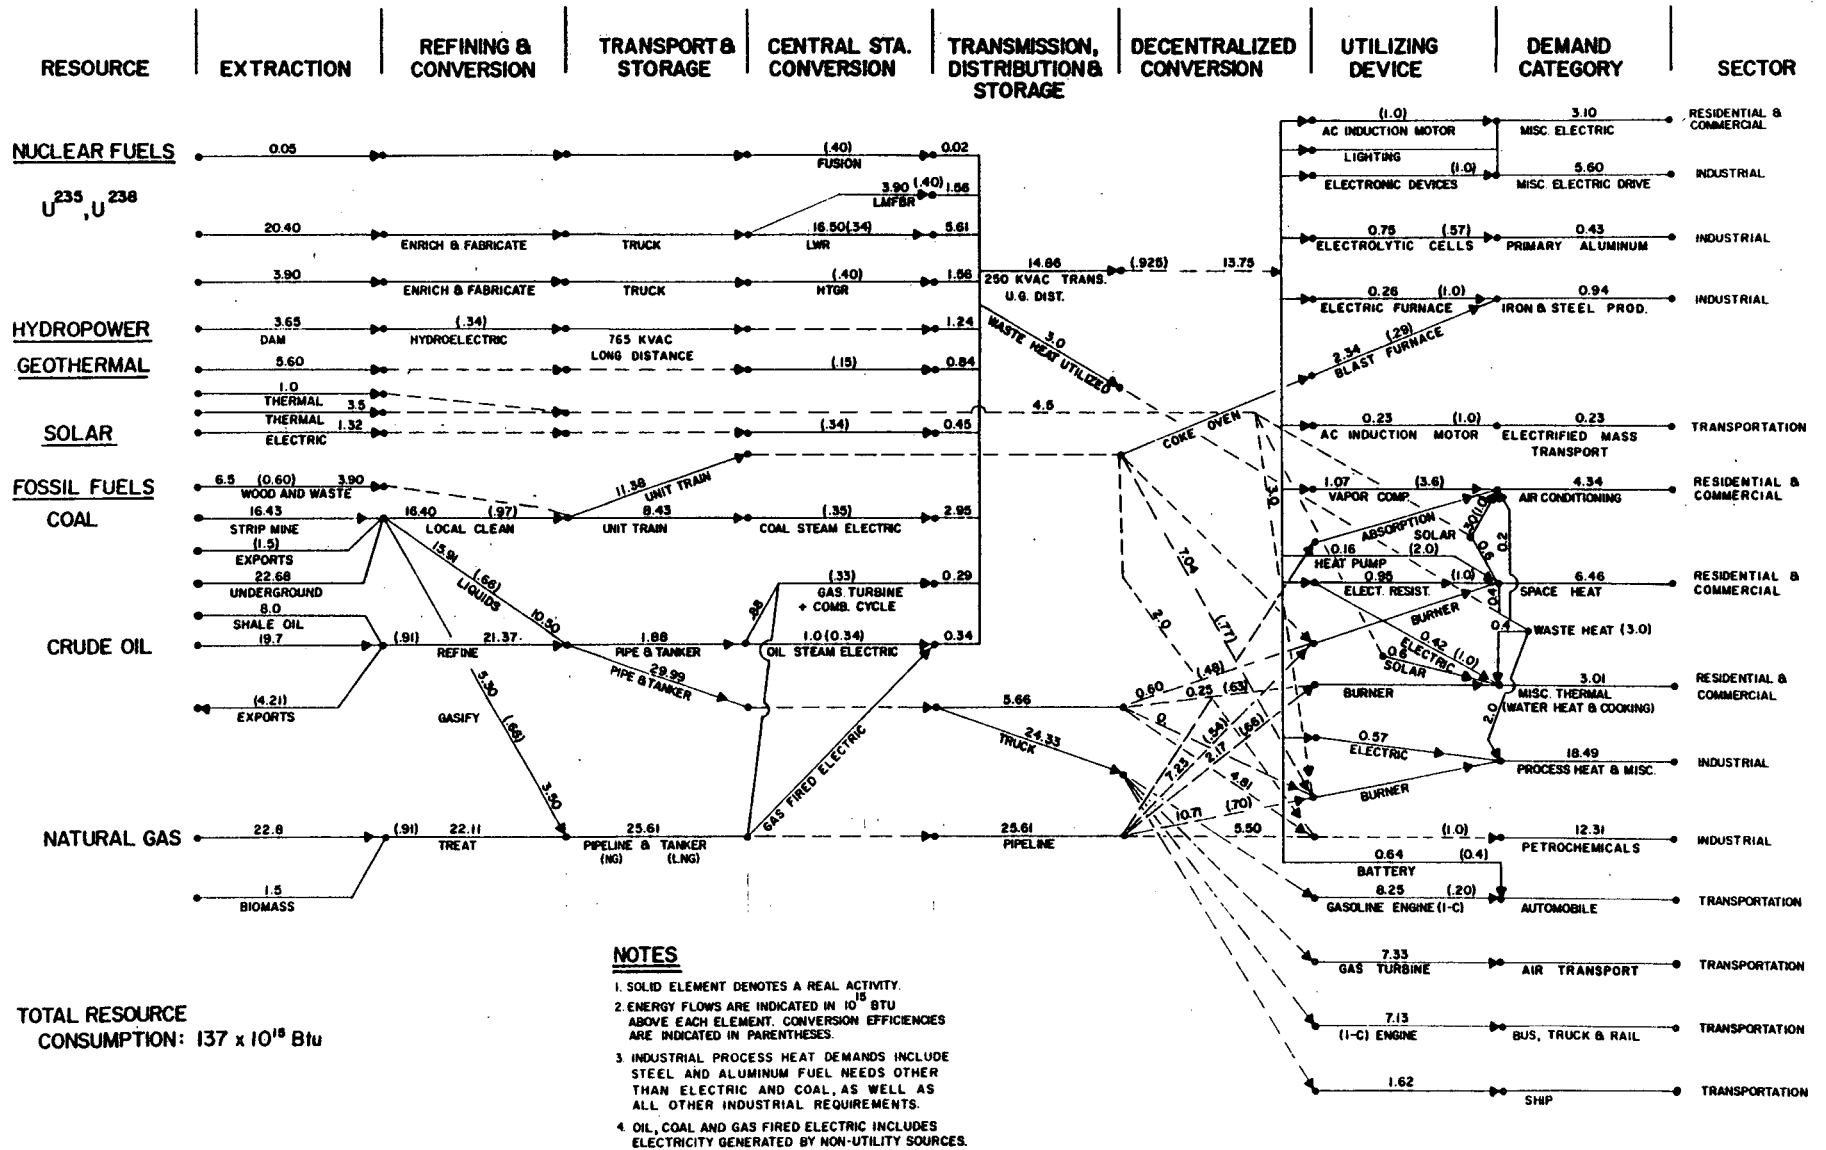 RESOURCE
EXTRACTION
REFINING &
CONVERSION
TRANSPORT &
STORAGE
CENTRAL STA.
CONVERSION
TRANSMISSION,
DISTRIBUTION &
STORAGE
DECENTRALIZED
CONVERSION
UTILIZING
DEVICE
DEMAND
CATEGORY
SECTOR
NUCLEAR FUELS
U235, U238
0.05
(.40)
FUSION
0.02
3.90 (.40) 1.56
LMFBR
20.40
ENRICH & FABRICATE
TRUCK
16.50(.34)
LWR
5.61
3.90
ENRICH & FABRICATE
TRUCK
(.40)
HTGR
1.56
14.86
250 KVAC TRANS.
U.G. DIST.
(.925)
13.75
HYDROPOWER
3.65
DAM
(.34)
HYDROELECTRIC
765 KVAC
LONG DISTANCE
1.24
WASTE HEAT UTILIZED
3.0
GEOTHERMAL
5.60
(.15)
0.84
1.0
THERMAL
3.5
THERMAL
4.5
SOLAR
1.32
ELECTRIC
(.34)
0.45
COKE OVEN
FOSSIL FUELS
6.5 (0.60) 3.90
WOOD AND WASTE
11.38
UNIT TRAIN
COAL
16.43
STRIP MINE
16.40 (.97)
LOCAL CLEAN
8.43
UNIT TRAIN
(.35)
COAL STEAM ELECTRIC
2.95
(1.5)
EXPORTS
22.68
UNDERGROUND
15.91 (.66) 10.50
LIQUIDS
(.33)
GAS TURBINE
+ COMB. CYCLE
0.29
.88
8.0
SHALE OIL
CRUDE OIL
19.7
(.91) 21.37
REFINE
1.88
PIPE & TANKER
1.0 (0.34)
OIL STEAM ELECTRIC
0.34
29.99
PIPE & TANKER
(4.21)
EXPORTS
5.30 (.66) 3.50
GASIFY
GAS FIRED ELECTRIC
5.66
24.33
TRUCK
NATURAL GAS
22.8
(.91) 22.11
TREAT
25.61
PIPELINE & TANKER
(NG) (LNG)
25.61
PIPELINE
1.5
BIOMASS
7.04
(.77)
2.0
3.0
0.60 (.48)
0.25 (.63)
0.
(.54)
7.25
2.17 (.66)
4.81
10.71 (.70)
5.50
(1.0)
AC INDUCTION MOTOR
3.10
MISC. ELECTRIC
RESIDENTIAL &
COMMERCIAL
LIGHTING
(1.0)
ELECTRONIC DEVICES
5.60
MISC. ELECTRIC DRIVE
INDUSTRIAL
0.75 (.57)
ELECTROLYTIC CELLS
0.43
PRIMARY ALUMINUM
INDUSTRIAL
0.26 (1.0)
ELECTRIC FURNACE
0.94
IRON & STEEL PROD.
INDUSTRIAL
2.34 (.29)
BLAST FURNACE
0.23 (1.0)
AC INDUCTION MOTOR
0.23
ELECTRIFIED MASS
TRANSPORT
TRANSPORTATION
1.07 (3.6)
VAPOR COMP.
4.34
AIR CONDITIONING
RESIDENTIAL &
COMMERCIAL
ABSORPTION
SOLAR
0.2
0.6
0.16 (2.0)
HEAT PUMP
0.95 (1.0)
ELECT. RESIST.
6.46
SPACE HEAT
RESIDENTIAL &
COMMERCIAL
BURNER
0.4
WASTE HEAT (3.0)
0.42 (1.0)
ELECTRIC
0.6
SOLAR
BURNER
3.01
MISC. THERMAL
(WATER HEAT & COOKING)
RESIDENTIAL &
COMMERCIAL
2.0
0.57
ELECTRIC
18.49
PROCESS HEAT & MISC.
INDUSTRIAL
BURNER
(1.0)
12.31
PETROCHEMICALS
INDUSTRIAL
0.64 (0.4)
BATTERY
8.25 (.20)
GASOLINE ENGINE (I-C)
AUTOMOBILE
TRANSPORTATION
7.33
GAS TURBINE
AIR TRANSPORT
TRANSPORTATION
7.13
(I-C) ENGINE
BUS, TRUCK & RAIL
TRANSPORTATION
1.62
SHIP
TRANSPORTATION
TOTAL RESOURCE
CONSUMPTION: 137 x 10^15 Btu
NOTES
1. SOLID ELEMENT DENOTES A REAL ACTIVITY.
2. ENERGY FLOWS ARE INDICATED IN 10^15 BTU
ABOVE EACH ELEMENT. CONVERSION EFFICIENCIES
ARE INDICATED IN PARENTHESES.
3. INDUSTRIAL PROCESS HEAT DEMANDS INCLUDE
STEEL AND ALUMINUM FUEL NEEDS OTHER
THAN ELECTRIC AND COAL, AS WELL AS
ALL OTHER INDUSTRIAL REQUIREMENTS.
4. OIL, COAL AND GAS FIRED ELECTRIC INCLUDES
ELECTRICITY GENERATED BY NON-UTILITY SOURCES.